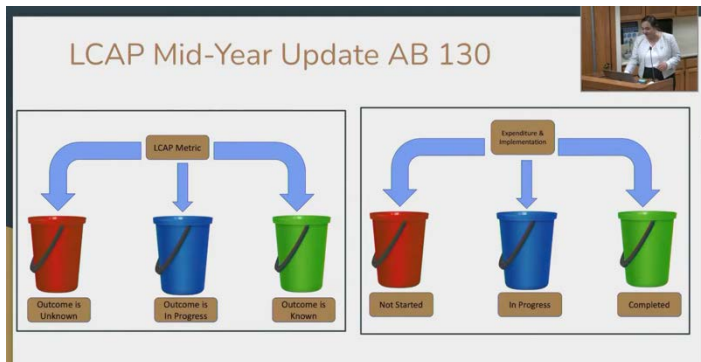 LCAP Mid-Year Update AB 130
LCAP Metric
Outcome is
Unknown
Outcome is
In Progress
Outcome is
Known
Expenditure &
Implementation
Not Started
In Progress
Completed